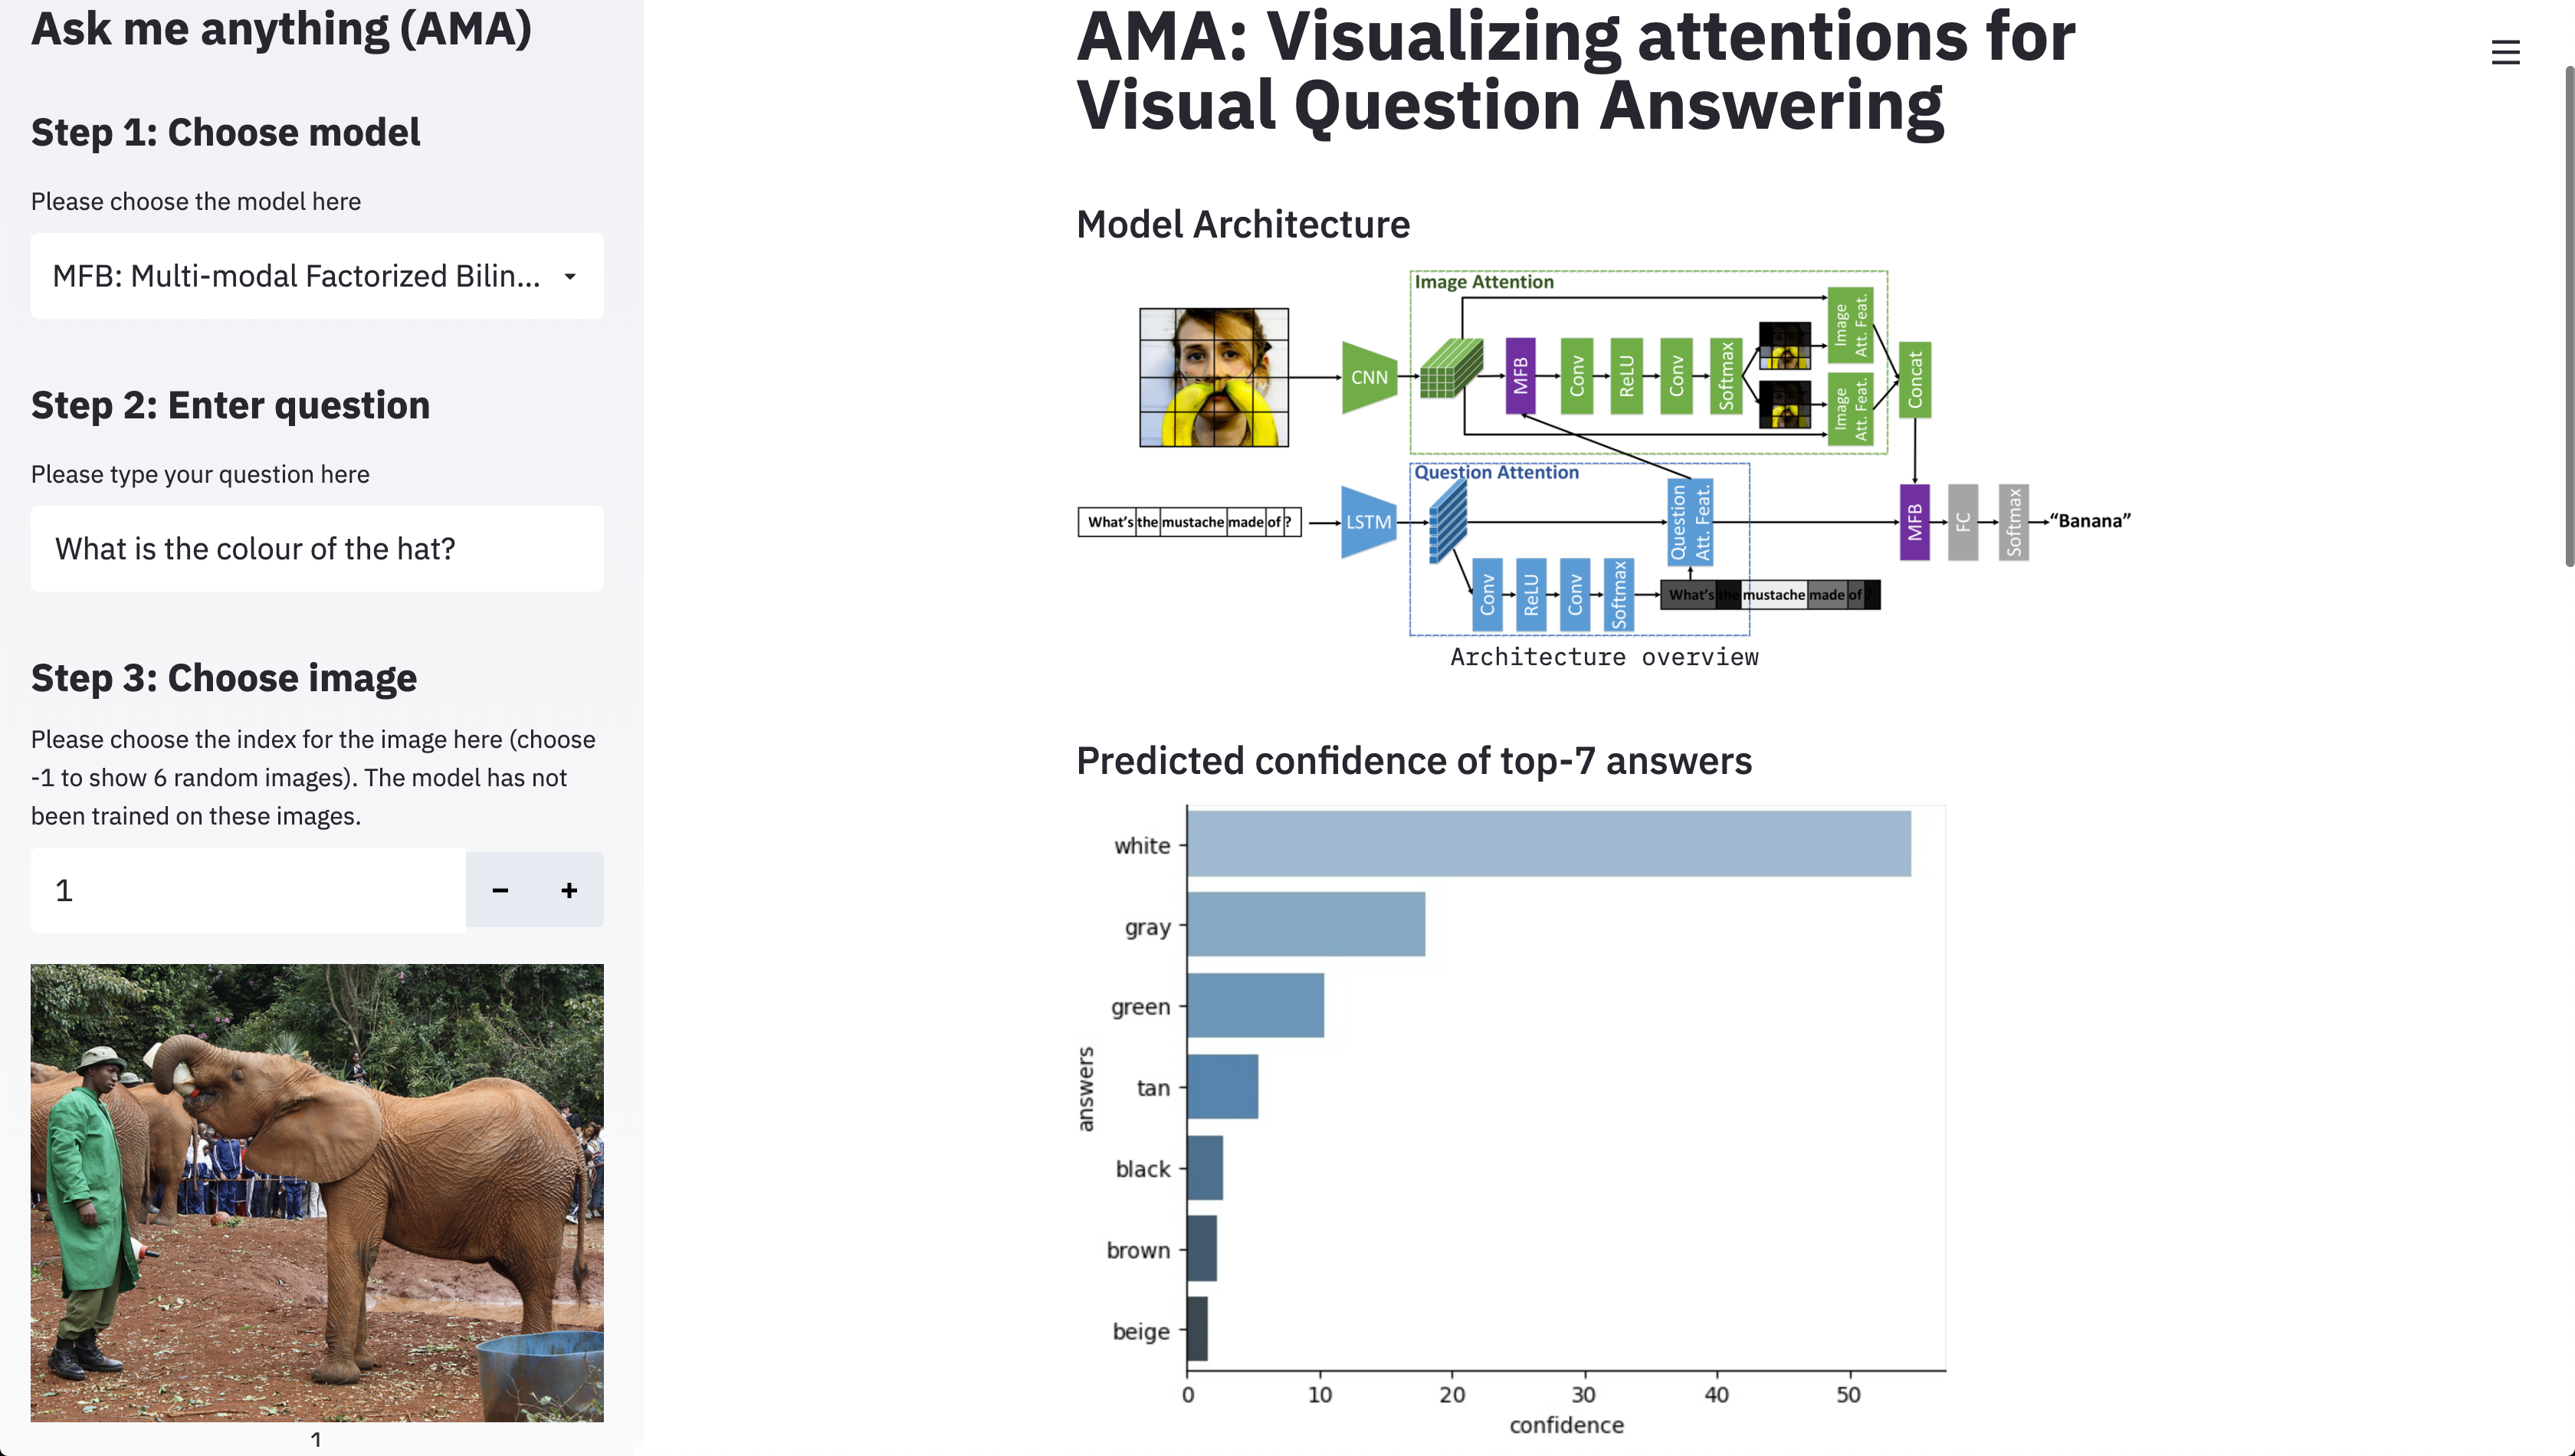 Ask me anything (AMA)
Step 1: Choose model
Please choose the model here
MFB: Multi-modal Factorized Bilin...
Step 2: Enter question
Please type your question here
What is the colour of the hat?
Step 3: Choose image
Please choose the index for the image here (choose
-1 to show 6 random images). The model has not
been trained on these images.
1
− +
1
AMA: Visualizing attentions for
Visual Question Answering
Model Architecture
Image Attention
CNN
MFB
Conv
ReLU
Conv
Softmax
Image
Att. Feat.
Image
Att. Feat.
Concat
Question Attention
What's the mustache made of ?
LSTM
Question
Att. Feat.
MFB
FC
Softmax
“Banana”
Conv
ReLU
Conv
Softmax
What's the mustache made of ?
Architecture overview
Predicted confidence of top-7 answers
answers
white
gray
green
tan
black
brown
beige
0 10 20 30 40 50
confidence